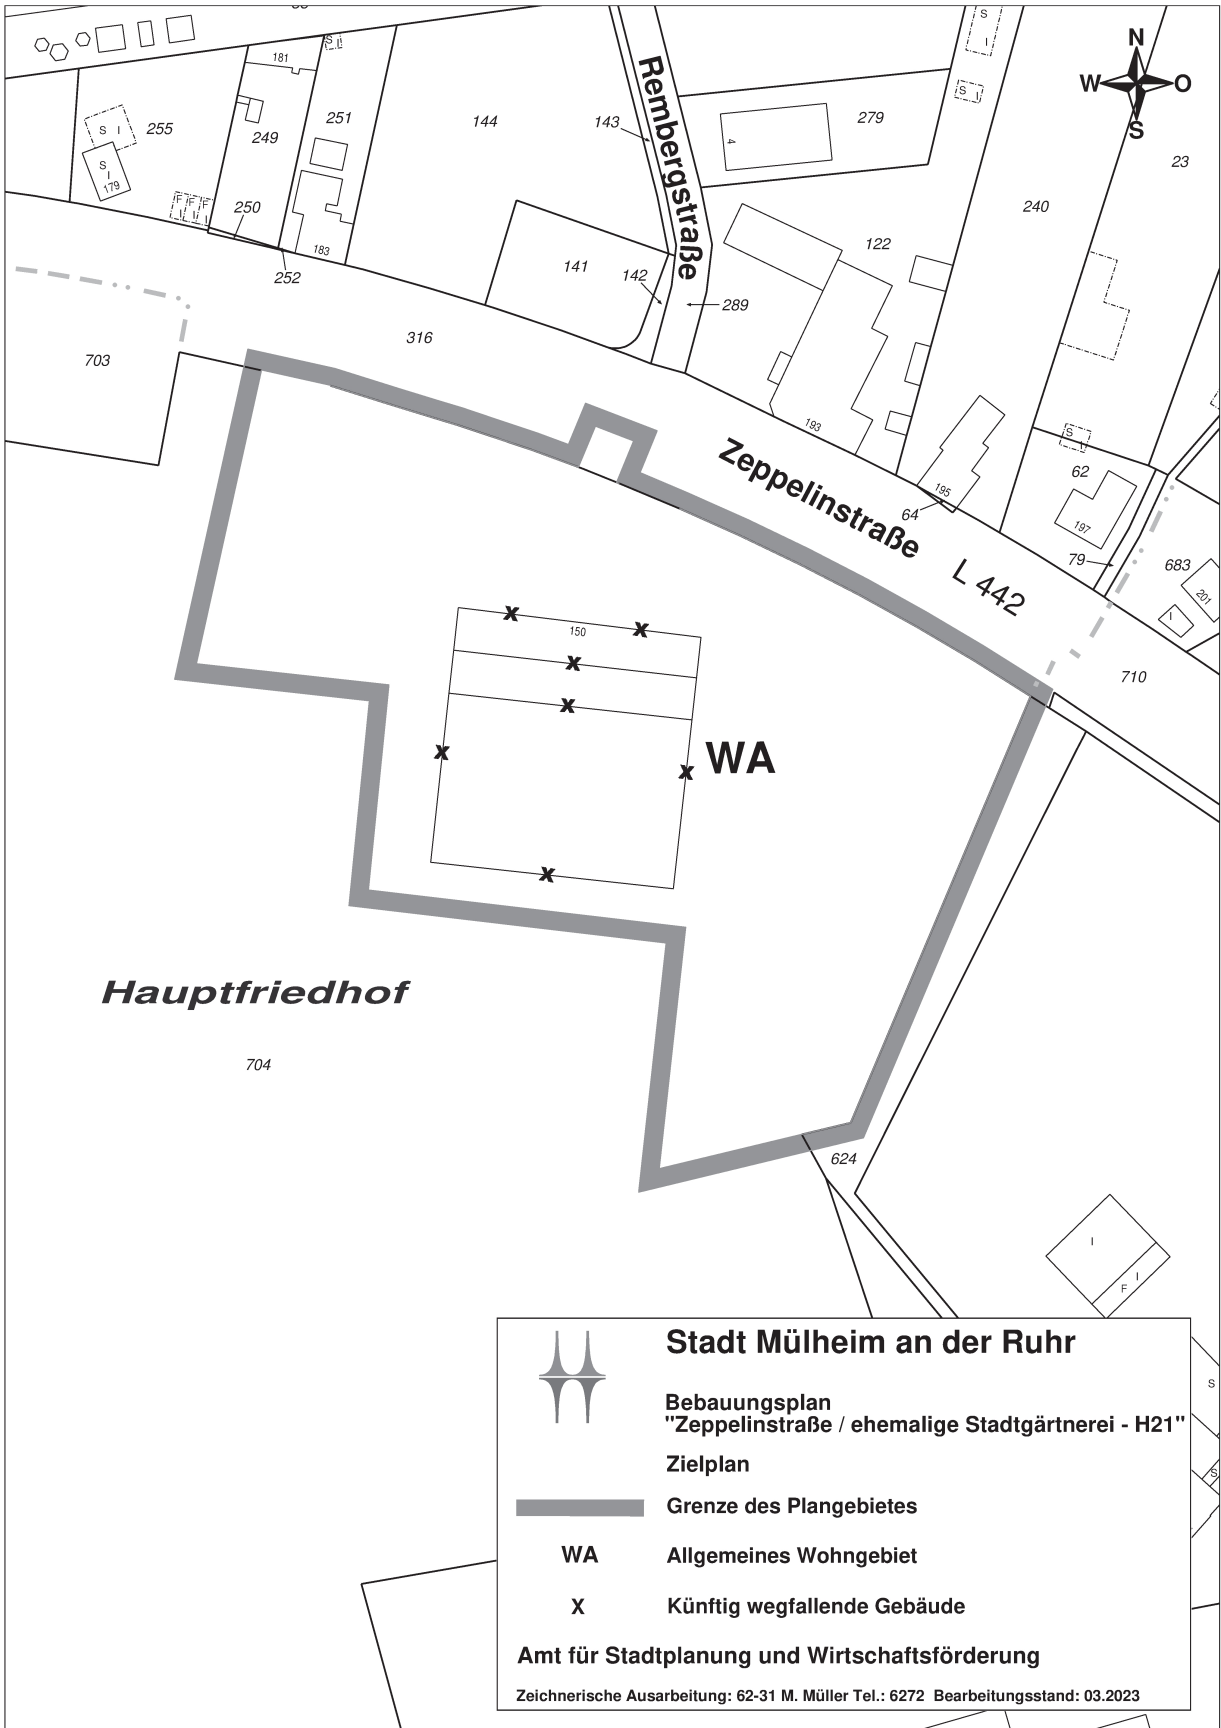 N
W O
S
S
I
S I
181
S I
255
S I
S
I
179
249
251
144
143
Rembergstraße
4
279
23
F F F
I I I
250
183
252
240
122
141
142
289
316
703
193
Zeppelinstraße
L 442
195
64
S I
62
197
79
683
201
I
710
150
x x
x
x
x
x
x
WA
Hauptfriedhof
704
624
I
I
F
S
S
Stadt Mülheim an der Ruhr
Bebauungsplan
"Zeppelinstraße / ehemalige Stadtgärtnerei - H21"
Zielplan
Grenze des Plangebietes
WA Allgemeines Wohngebiet
X Künftig wegfallende Gebäude
Amt für Stadtplanung und Wirtschaftsförderung
Zeichnerische Ausarbeitung: 62-31 M. Müller Tel.: 6272 Bearbeitungsstand: 03.2023